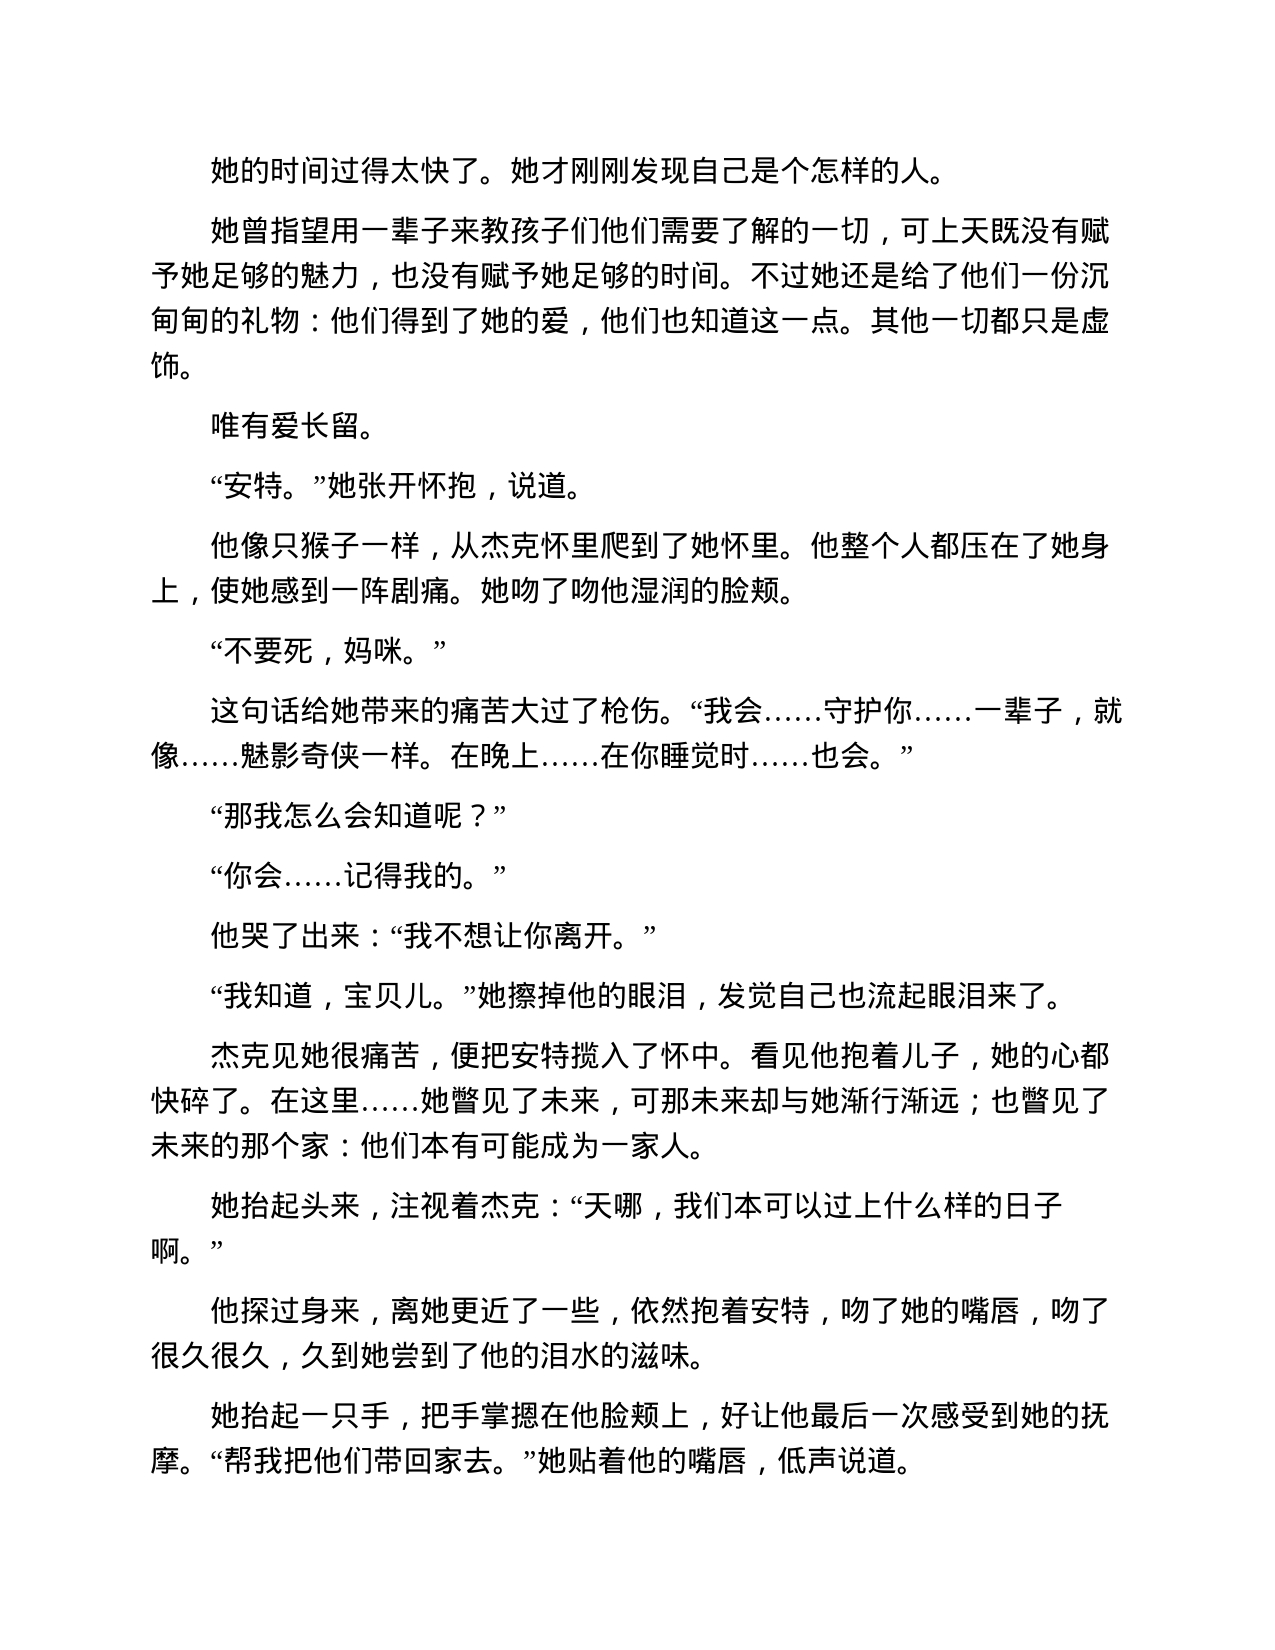 她的时间过得太快了。她才刚刚发现自己是个怎样的人。
她曾指望用一辈子来教孩子们他们需要了解的一切，可上天既没有赋
予她足够的魅力，也没有赋予她足够的时间。不过她还是给了他们一份沉
甸甸的礼物：他们得到了她的爱，他们也知道这一点。其他一切都只是虚
饰。
唯有爱长留。
“安特。”她张开怀抱，说道。
他像只猴子一样，从杰克怀里爬到了她怀里。他整个人都压在了她身
上，使她感到一阵剧痛。她吻了吻他湿润的脸颊。
“不要死，妈咪。”
这句话给她带来的痛苦大过了枪伤。“我会……守护你……一辈子，就
像……魅影奇侠一样。在晚上……在你睡觉时……也会。”
“那我怎么会知道呢？”
“你会……记得我的。”
他哭了出来：“我不想让你离开。”
“我知道，宝贝儿。”她擦掉他的眼泪，发觉自己也流起眼泪来了。
杰克见她很痛苦，便把安特揽入了怀中。看见他抱着儿子，她的心都
快碎了。在这里……她瞥见了未来，可那未来却与她渐行渐远；也瞥见了
未来的那个家：他们本有可能成为一家人。
她抬起头来，注视着杰克：“天哪，我们本可以过上什么样的日子
啊。”
他探过身来，离她更近了一些，依然抱着安特，吻了她的嘴唇，吻了
很久很久，久到她尝到了他的泪水的滋味。
她抬起一只手，把手掌摁在他脸颊上，好让他最后一次感受到她的抚
摩。“帮我把他们带回家去。”她贴着他的嘴唇，低声说道。